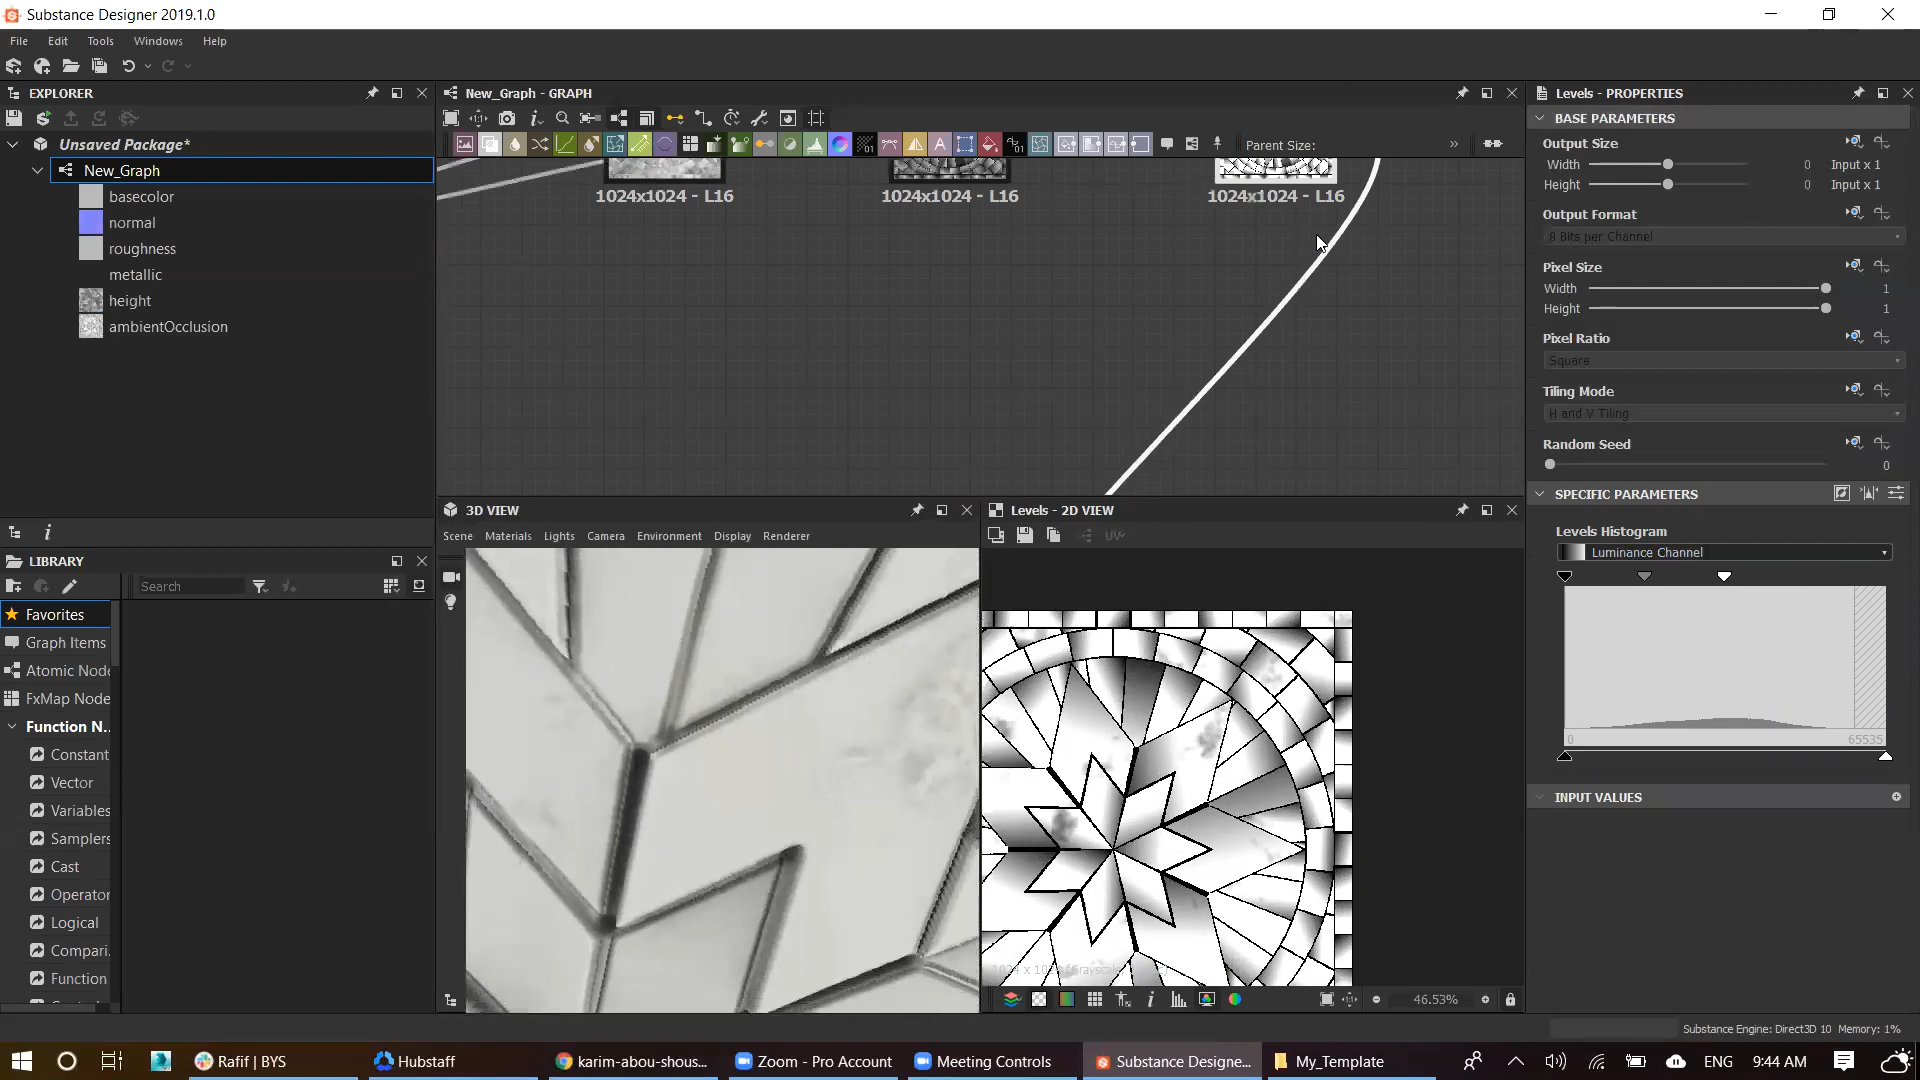 Substance Designer 2019.1.0
File Edit Tools Windows Help
EXPLORER
Unsaved Package*
New_Graph
basecolor
normal
roughness
metallic
height
ambientOcclusion
LIBRARY
Search
Favorites
Graph Items
Atomic Node
FxMap Node
Function N..
Constant
Vector
Variables
Samplers
Cast
Operator
Logical
Compari.
Function
New_Graph - GRAPH
Parent Size:
1024x1024 - L16
1024x1024 - L16
1024x1024 - L16
3D VIEW
Scene Materials Lights Camera Environment Display Renderer
Levels - 2D VIEW
UV
46.53%
Levels - PROPERTIES
BASE PARAMETERS
Output Size
Width 0 Input x 1
Height 0 Input x 1
Output Format
8 Bits per Channel
Pixel Size
Width 1
Height 1
Pixel Ratio
Square
Tiling Mode
H and V Tiling
Random Seed
0
SPECIFIC PARAMETERS
Levels Histogram
Luminance Channel
0 65535
INPUT VALUES
Substance Engine: Direct3D 10 Memory: 1%
Rafif | BYS
Hubstaff
karim-abou-shous...
Zoom - Pro Account
Meeting Controls
Substance Designe...
My_Template
ENG
9:44 AM